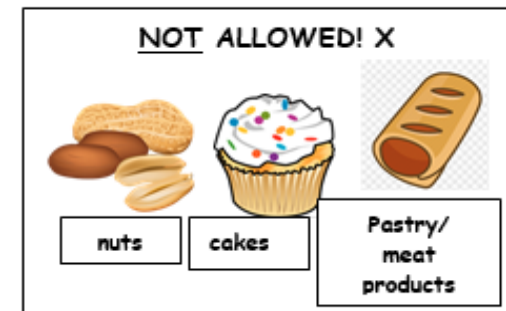 NOT ALLOWED! X
nuts
cakes
Pastry/
meat
products